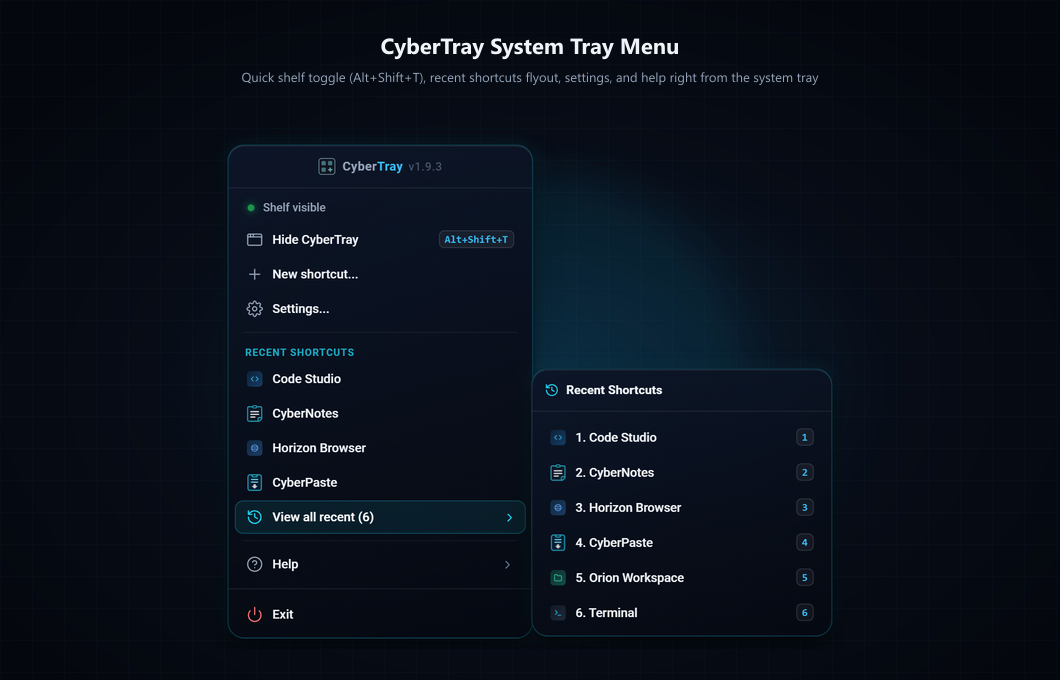 CyberTray System Tray Menu
Quick shelf toggle (Alt+Shift+T), recent shortcuts flyout, settings, and help right from the system tray
CyberTray v1.9.3
Shelf visible
Hide CyberTray Alt+Shift+T
New shortcut...
Settings...
RECENT SHORTCUTS
Code Studio
CyberNotes
Horizon Browser
CyberPaste
View all recent (6)
Help
Exit
Recent Shortcuts
1. Code Studio 1
2. CyberNotes 2
3. Horizon Browser 3
4. CyberPaste 4
5. Orion Workspace 5
6. Terminal 6